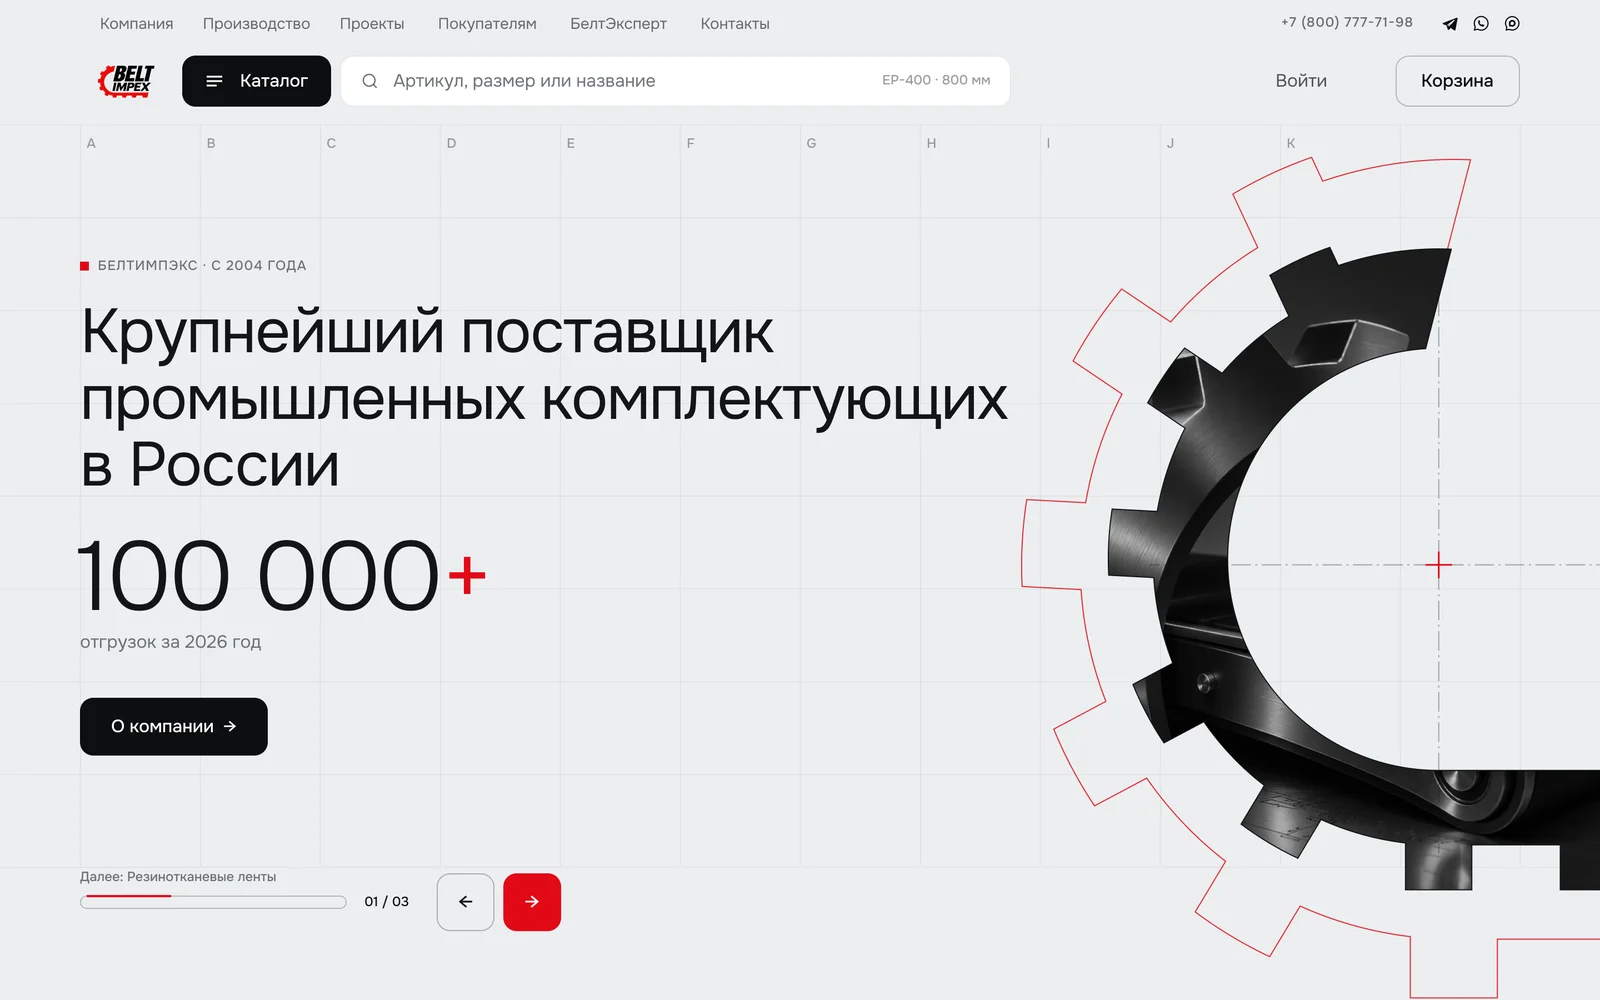 Компания Производство Проекты Покупателям БелтЭксперт Контакты +7 (800) 777-71-98
BELT
IMPEX
Каталог
Артикул, размер или название
EP-400 · 800 мм
Войти
Корзина
A B C D E F G H I J K
БЕЛТИМПЭКС · С 2004 ГОДА
Крупнейший поставщик
промышленных комплектующих
в России
100 000+
отгрузок за 2026 год
О компании →
Далее: Резинотканевые ленты
01 / 03
← →